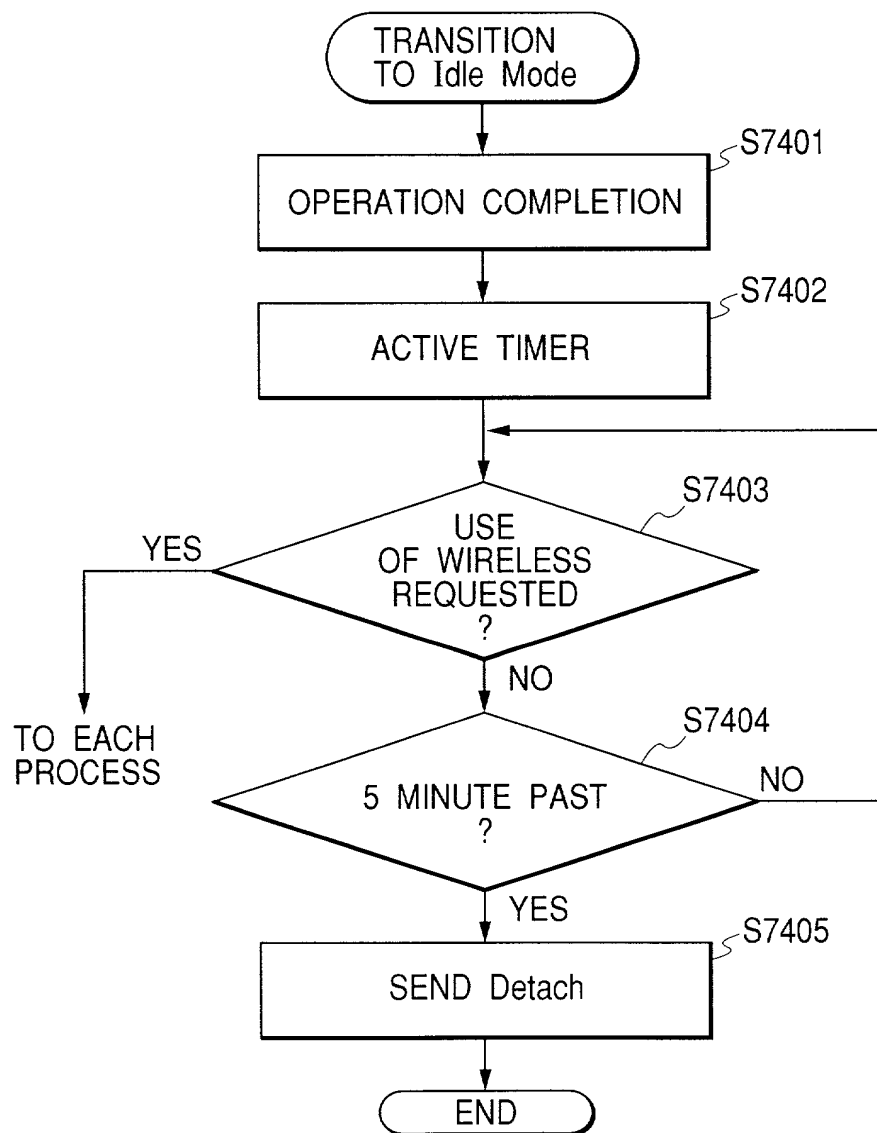 TRANSITION
TO Idle Mode
S7401
OPERATION COMPLETION
S7402
ACTIVE TIMER
S7403
USE
OF WIRELESS
REQUESTED
?
YES
NO
TO EACH
PROCESS
S7404
5 MINUTE PAST
?
NO
YES
S7405
SEND Detach
END